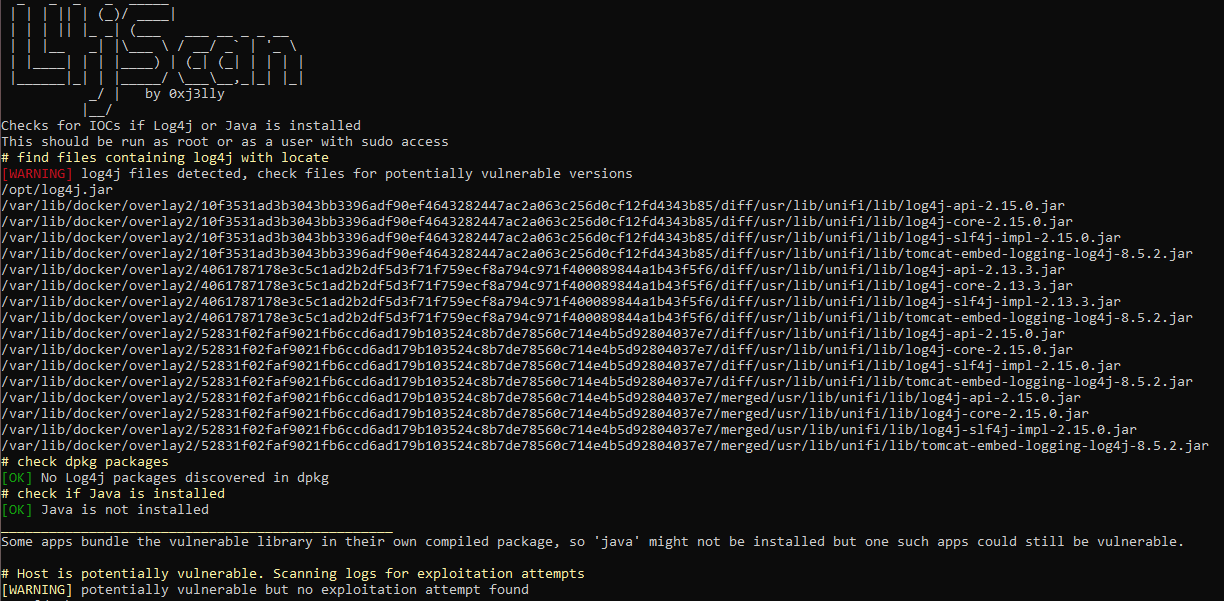 L4jScan
by 0xj3lly
Checks for IOCs if Log4j or Java is installed
This should be run as root or as a user with sudo access
# find files containing log4j with locate
[WARNING] log4j files detected, check files for potentially vulnerable versions
/opt/log4j.jar
/var/lib/docker/overlay2/10f3531ad3b3043bb3396adf90ef4643282447ac2a063c256d0cf12fd4343b85/diff/usr/lib/unifi/lib/log4j-api-2.15.0.jar
/var/lib/docker/overlay2/10f3531ad3b3043bb3396adf90ef4643282447ac2a063c256d0cf12fd4343b85/diff/usr/lib/unifi/lib/log4j-core-2.15.0.jar
/var/lib/docker/overlay2/10f3531ad3b3043bb3396adf90ef4643282447ac2a063c256d0cf12fd4343b85/diff/usr/lib/unifi/lib/log4j-slf4j-impl-2.15.0.jar
/var/lib/docker/overlay2/10f3531ad3b3043bb3396adf90ef4643282447ac2a063c256d0cf12fd4343b85/diff/usr/lib/unifi/lib/tomcat-embed-logging-log4j-8.5.2.jar
/var/lib/docker/overlay2/4061787178e3c5c1ad2b2df5d3f71f759ecf8a794c971f400089844a1b43f5f6/diff/usr/lib/unifi/lib/log4j-api-2.13.3.jar
/var/lib/docker/overlay2/4061787178e3c5c1ad2b2df5d3f71f759ecf8a794c971f400089844a1b43f5f6/diff/usr/lib/unifi/lib/log4j-core-2.13.3.jar
/var/lib/docker/overlay2/4061787178e3c5c1ad2b2df5d3f71f759ecf8a794c971f400089844a1b43f5f6/diff/usr/lib/unifi/lib/log4j-slf4j-impl-2.13.3.jar
/var/lib/docker/overlay2/4061787178e3c5c1ad2b2df5d3f71f759ecf8a794c971f400089844a1b43f5f6/diff/usr/lib/unifi/lib/tomcat-embed-logging-log4j-8.5.2.jar
/var/lib/docker/overlay2/52831f02faf9021fb6ccd6ad179b103524c8b7de78560c714e4b5d92804037e7/diff/usr/lib/unifi/lib/log4j-api-2.15.0.jar
/var/lib/docker/overlay2/52831f02faf9021fb6ccd6ad179b103524c8b7de78560c714e4b5d92804037e7/diff/usr/lib/unifi/lib/log4j-core-2.15.0.jar
/var/lib/docker/overlay2/52831f02faf9021fb6ccd6ad179b103524c8b7de78560c714e4b5d92804037e7/diff/usr/lib/unifi/lib/log4j-slf4j-impl-2.15.0.jar
/var/lib/docker/overlay2/52831f02faf9021fb6ccd6ad179b103524c8b7de78560c714e4b5d92804037e7/diff/usr/lib/unifi/lib/tomcat-embed-logging-log4j-8.5.2.jar
/var/lib/docker/overlay2/52831f02faf9021fb6ccd6ad179b103524c8b7de78560c714e4b5d92804037e7/merged/usr/lib/unifi/lib/log4j-api-2.15.0.jar
/var/lib/docker/overlay2/52831f02faf9021fb6ccd6ad179b103524c8b7de78560c714e4b5d92804037e7/merged/usr/lib/unifi/lib/log4j-core-2.15.0.jar
/var/lib/docker/overlay2/52831f02faf9021fb6ccd6ad179b103524c8b7de78560c714e4b5d92804037e7/merged/usr/lib/unifi/lib/log4j-slf4j-impl-2.15.0.jar
/var/lib/docker/overlay2/52831f02faf9021fb6ccd6ad179b103524c8b7de78560c714e4b5d92804037e7/merged/usr/lib/unifi/lib/tomcat-embed-logging-log4j-8.5.2.jar
# check dpkg packages
[OK] No Log4j packages discovered in dpkg
# check if Java is installed
[OK] Java is not installed
Some apps bundle the vulnerable library in their own compiled package, so 'java' might not be installed but one such apps could still be vulnerable.
# Host is potentially vulnerable. Scanning logs for exploitation attempts
[WARNING] potentially vulnerable but no exploitation attempt found